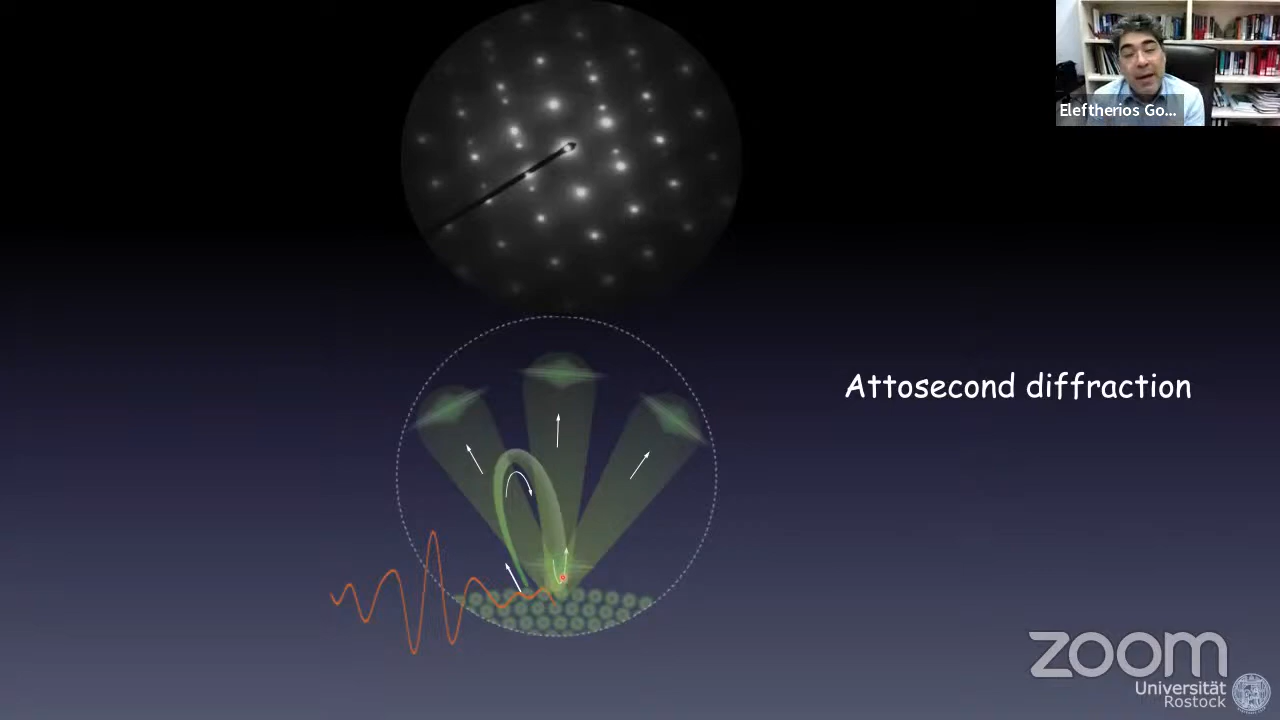 Eleftherios Go...
Attosecond diffraction
zoom
Universität
Rostock